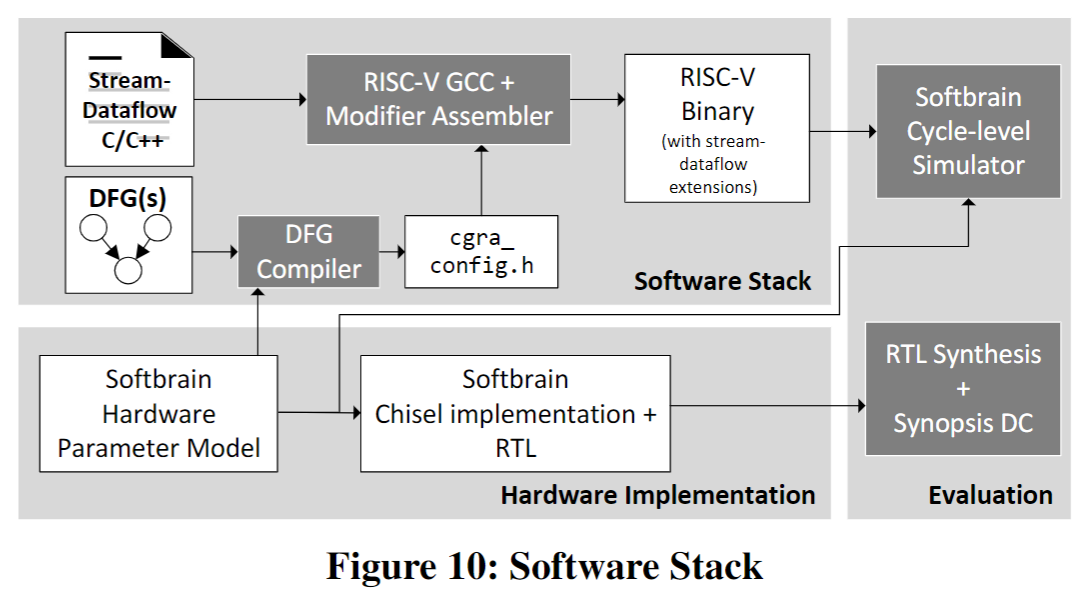 Stream-
Dataflow
C/C++
RISC-V GCC +
Modifier Assembler
RISC-V
Binary
(with stream-
dataflow
extensions)
Softbrain
Cycle-level
Simulator
DFG(s)
DFG
Compiler
cgra_
config.h
Software Stack
Softbrain
Hardware
Parameter Model
Softbrain
Chisel implementation +
RTL
RTL Synthesis
+
Synopsis DC
Hardware Implementation
Evaluation
Figure 10: Software Stack